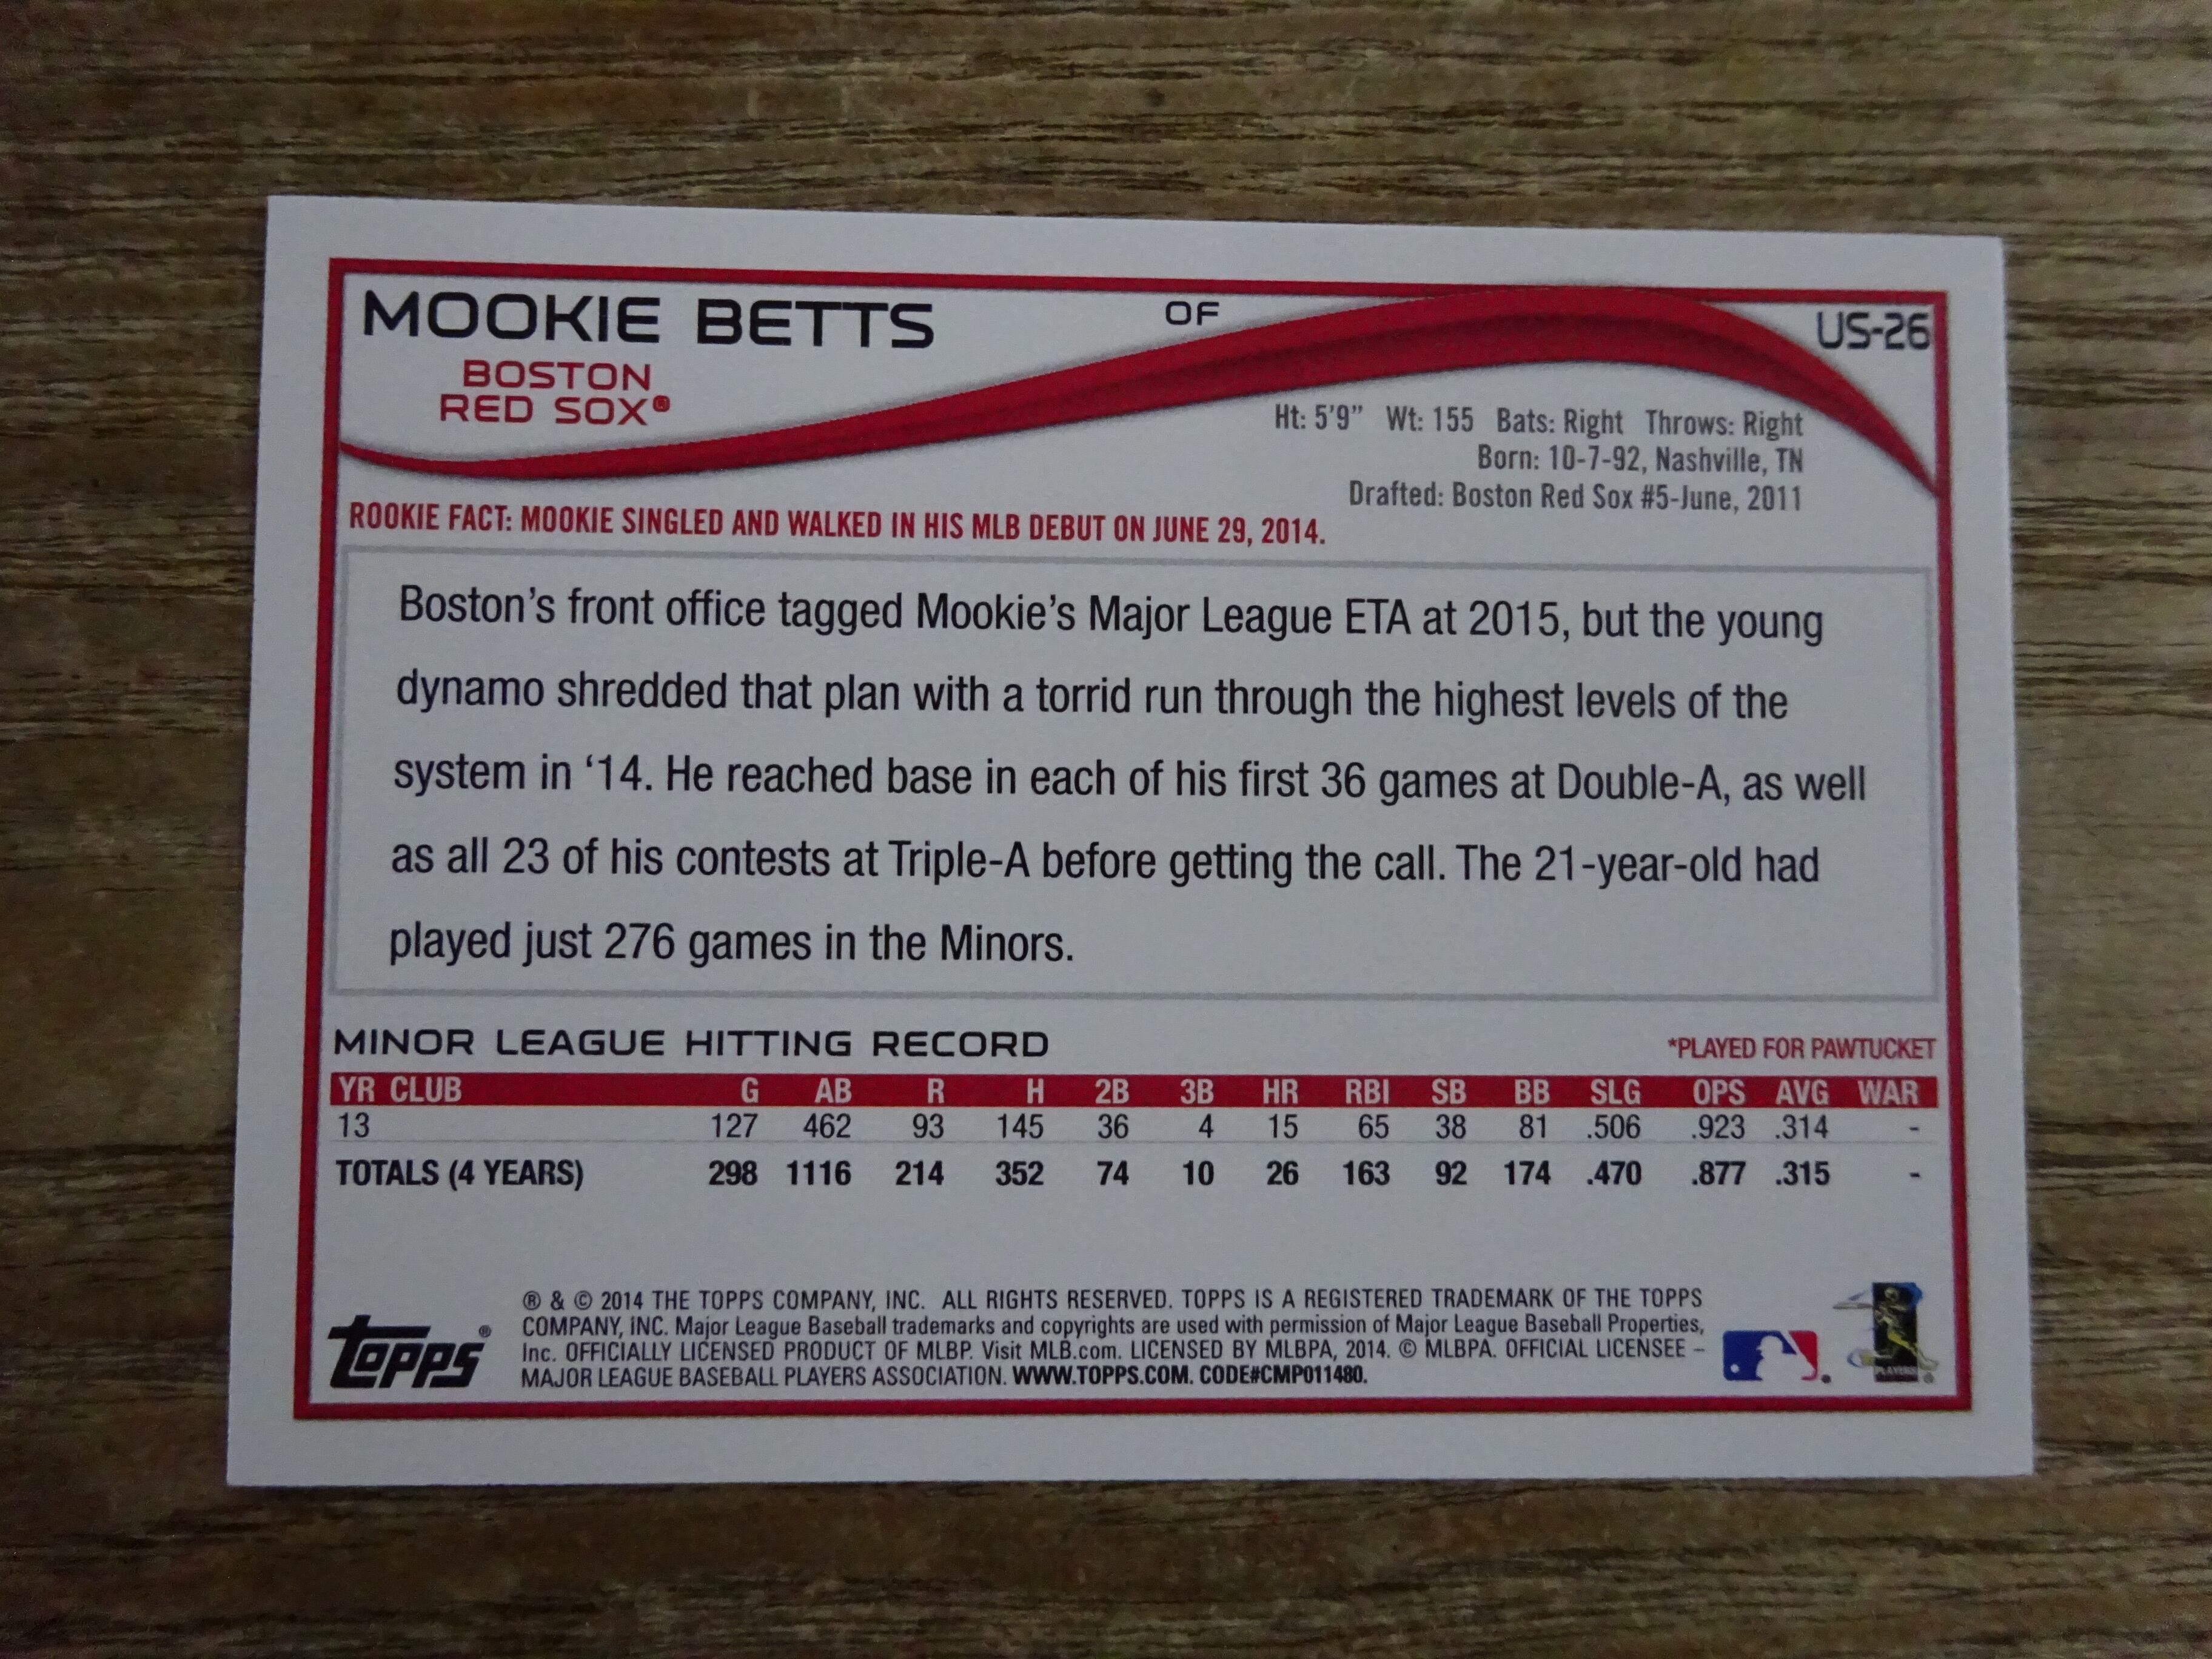 MOOKIE BETTS OF US-26
BOSTON
RED SOX®
Ht: 5'9" Wt: 155 Bats: Right Throws: Right
Born: 10-7-92, Nashville, TN
Drafted: Boston Red Sox #5-June, 2011
ROOKIE FACT: MOOKIE SINGLED AND WALKED IN HIS MLB DEBUT ON JUNE 29, 2014.
Boston's front office tagged Mookie's Major League ETA at 2015, but the young
dynamo shredded that plan with a torrid run through the highest levels of the
system in ‘14. He reached base in each of his first 36 games at Double-A, as well
as all 23 of his contests at Triple-A before getting the call. The 21-year-old had
played just 276 games in the Minors.
MINOR LEAGUE HITTING RECORD *PLAYED FOR PAWTUCKET
YR CLUB G AB R H 2B 3B HR RBI SB BB SLG OPS AVG WAR
13 127 462 93 145 36 4 15 65 38 81 .506 .923 .314 -
TOTALS (4 YEARS) 298 1116 214 352 74 10 26 163 92 174 .470 .877 .315 -
® & © 2014 THE TOPPS COMPANY, INC. ALL RIGHTS RESERVED. TOPPS IS A REGISTERED TRADEMARK OF THE TOPPS
COMPANY, INC. Major League Baseball trademarks and copyrights are used with permission of Major League Baseball Properties,
Inc. OFFICIALLY LICENSED PRODUCT OF MLBP. Visit MLB.com. LICENSED BY MLBPA, 2014. © MLBPA. OFFICIAL LICENSEE –
MAJOR LEAGUE BASEBALL PLAYERS ASSOCIATION. WWW.TOPPS.COM. CODE#CMP011480.
topps®
PLAYERS